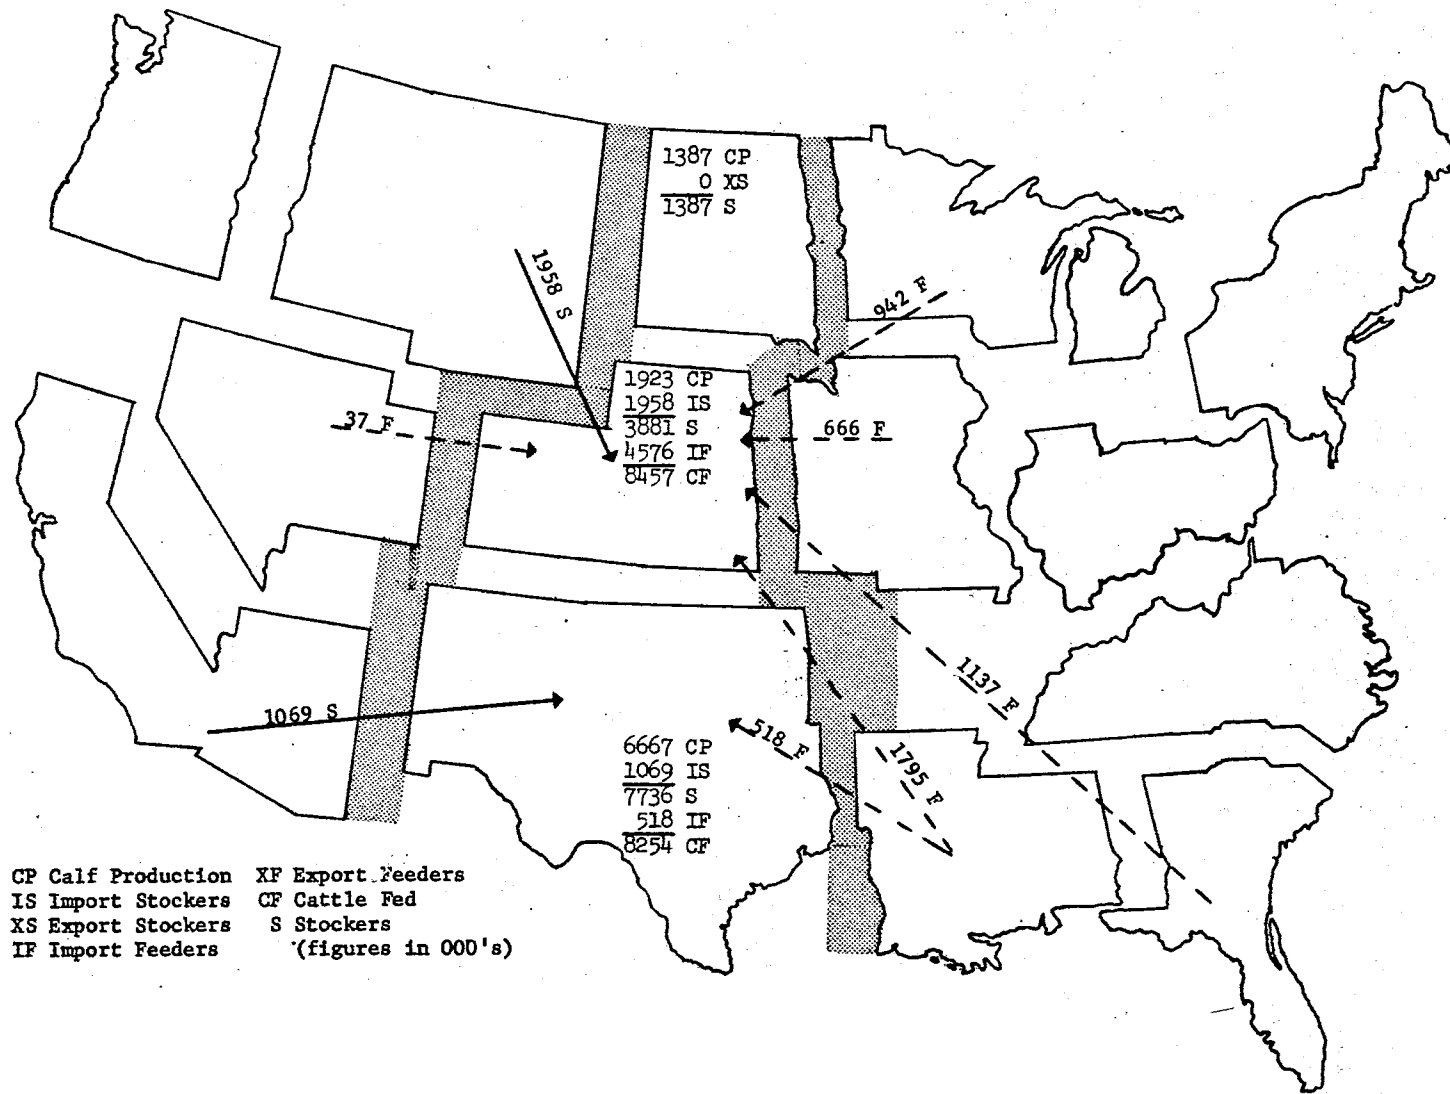 1387 CP
0 XS
1387 S
1958 S
942 F
1923 CP
1958 IS
3881 S
4576 IF
8457 CF
37 F
666 F
1137 F
1069 S
518 F
1795 F
6667 CP
1069 IS
7736 S
518 IF
8254 CF
CP Calf Production XF Export Feeders
IS Import Stockers CF Cattle Fed
XS Export Stockers S Stockers
IF Import Feeders (figures in 000's)